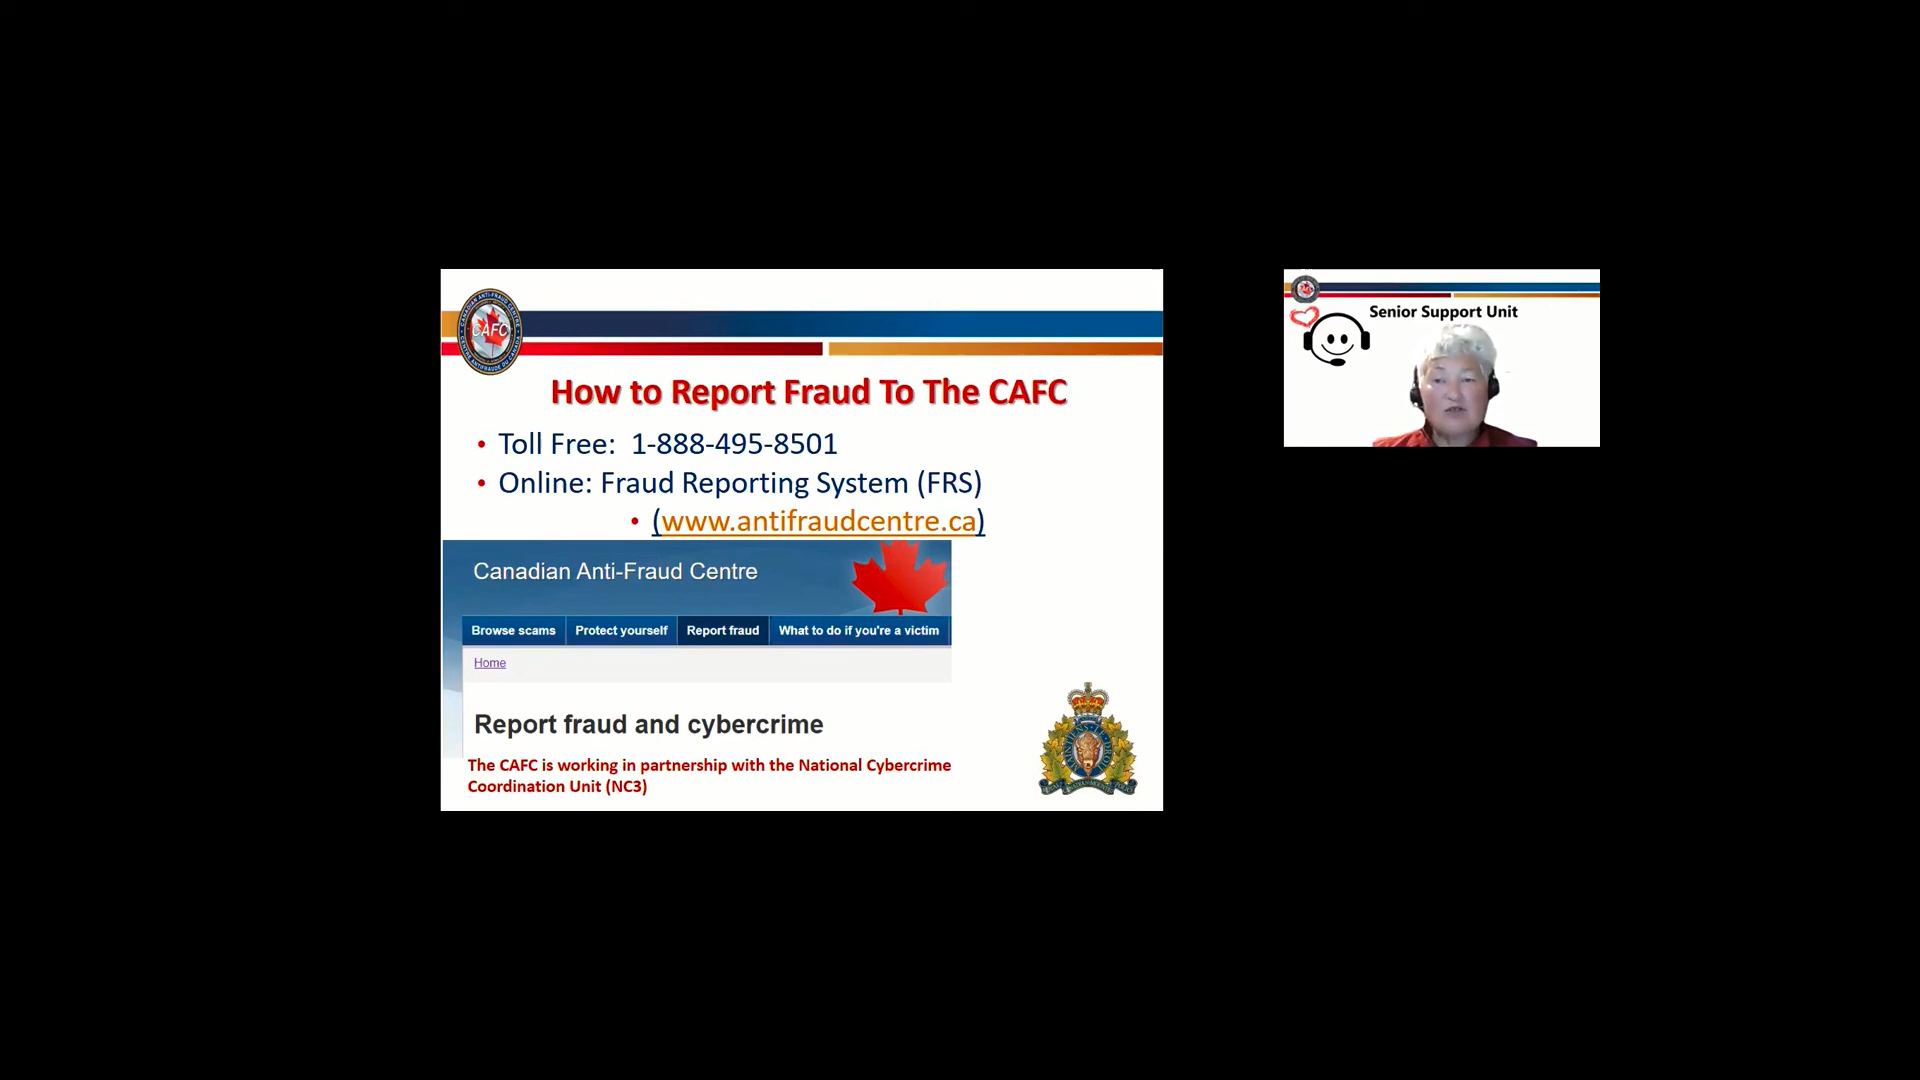 CAFC
How to Report Fraud To The CAFC
• Toll Free: 1-888-495-8501
• Online: Fraud Reporting System (FRS)
• (www.antifraudcentre.ca)
Canadian Anti-Fraud Centre
Browse scams Protect yourself Report fraud What to do if you're a victim
Home
Report fraud and cybercrime
The CAFC is working in partnership with the National Cybercrime
Coordination Unit (NC3)
Senior Support Unit